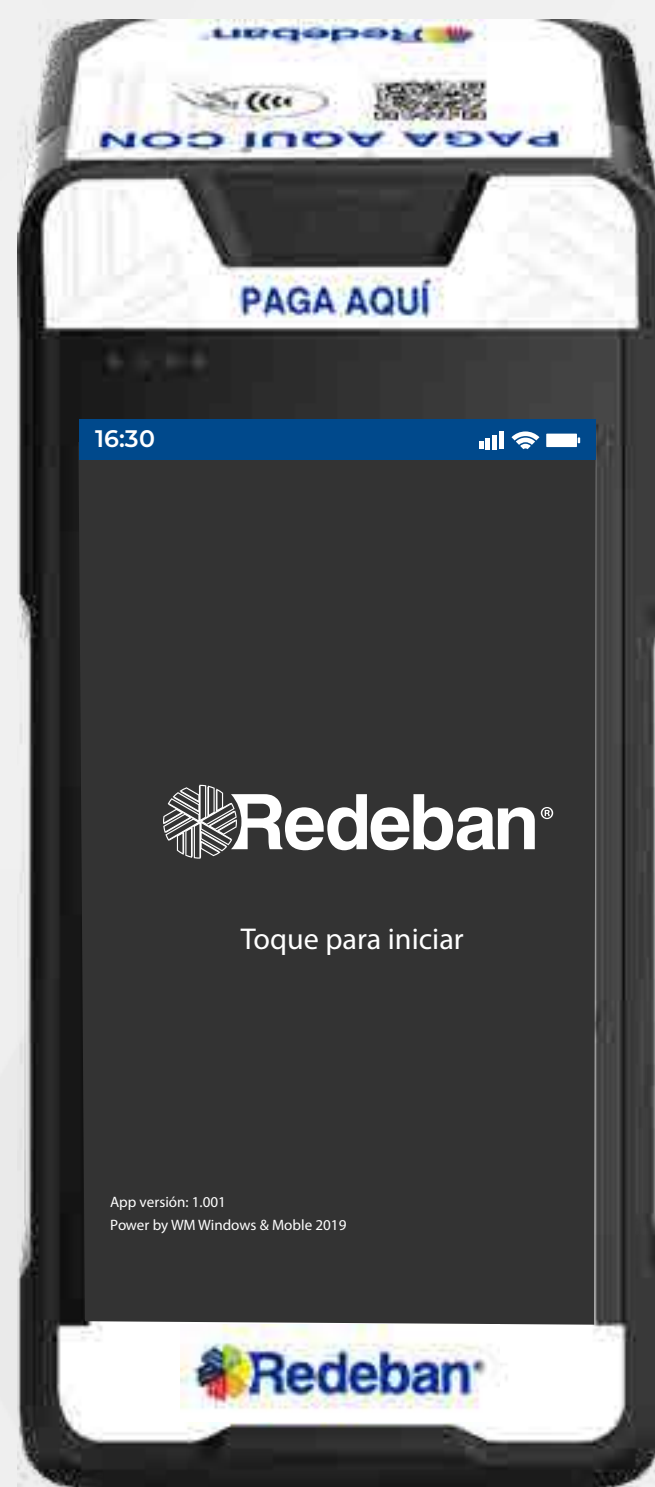 Redeban
PAGA AQUÍ CON
PAGA AQUÍ
16:30
Redeban®
Toque para iniciar
App versión: 1.001
Power by WM Windows & Moble 2019
Redeban